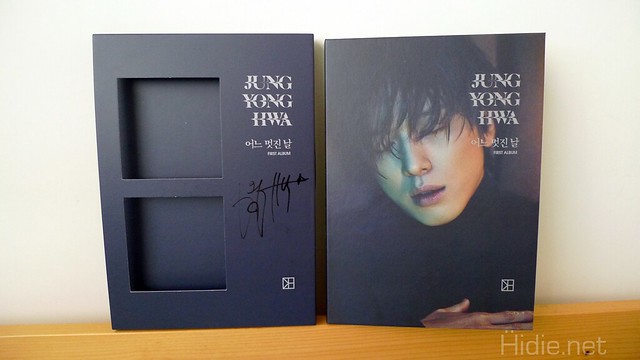 JUNG
YONG
HWA
어느 멋진 날
FIRST ALBUM
JUNG
YONG
HWA
어느 멋진 날
FIRST ALBUM
Hidie.net